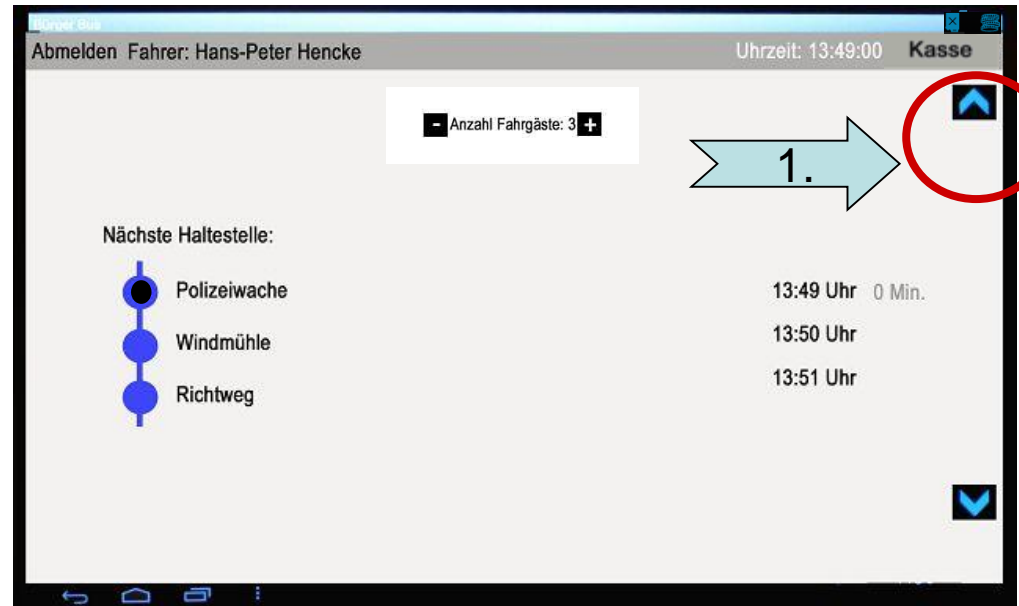 Bürger Bus
Abmelden Fahrer: Hans-Peter Hencke Uhrzeit: 13:49:00 Kasse
- Anzahl Fahrgäste: 3 +
1.
Nächste Haltestelle:
Polizeiwache 13:49 Uhr 0 Min.
Windmühle 13:50 Uhr
Richtweg 13:51 Uhr